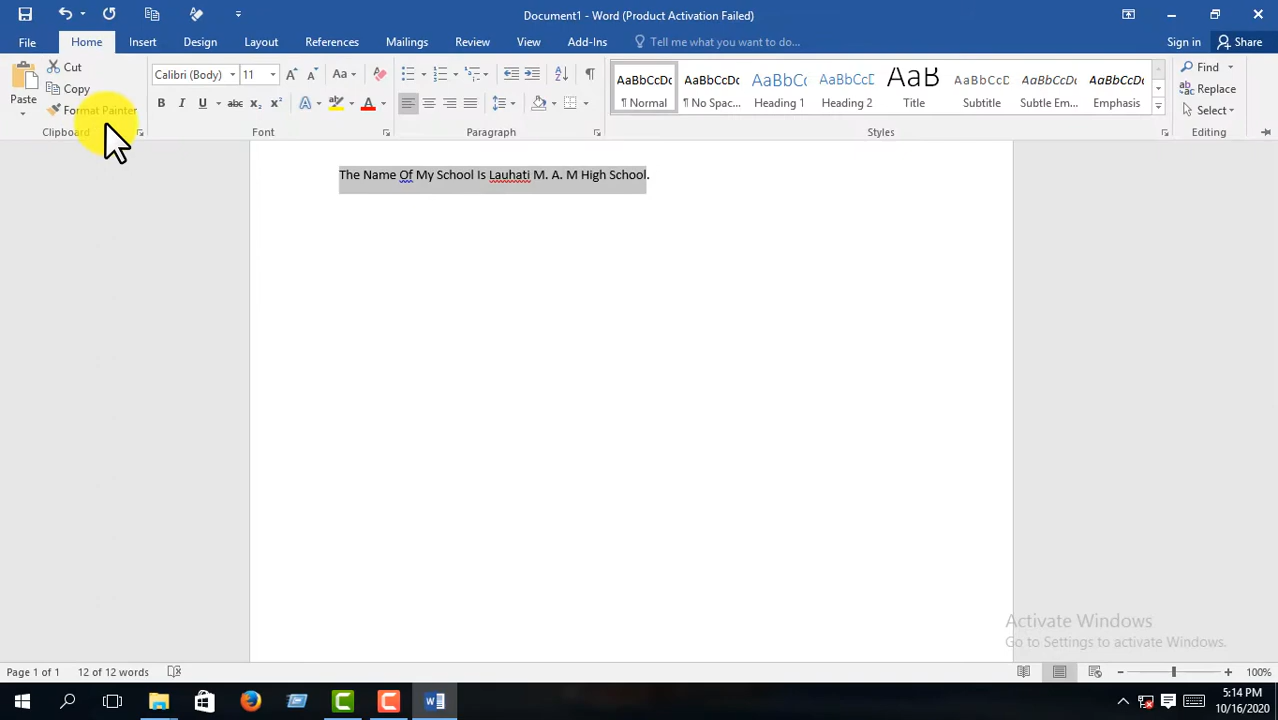 Document1 - Word (Product Activation Failed)
File Home Insert Design Layout References Mailings Review View Add-Ins Tell me what you want to do... Sign in Share
Cut
Copy
Format Painter
Paste
Clipboard
Calibri (Body) 11
Font
Paragraph
AaBbCcDc AaBbCcDc AaBbCc AaBbCcD AaB AaBbCcD AaBbCcDt AaBbCcDt
¶ Normal ¶ No Spac... Heading 1 Heading 2 Title Subtitle Subtle Em... Emphasis
Styles
Find
Replace
Select
Editing
The Name Of My School Is Lauhati M. A. M High School.
Activate Windows
Go to Settings to activate Windows.
Page 1 of 1 12 of 12 words
100%
5:14 PM
10/16/2020